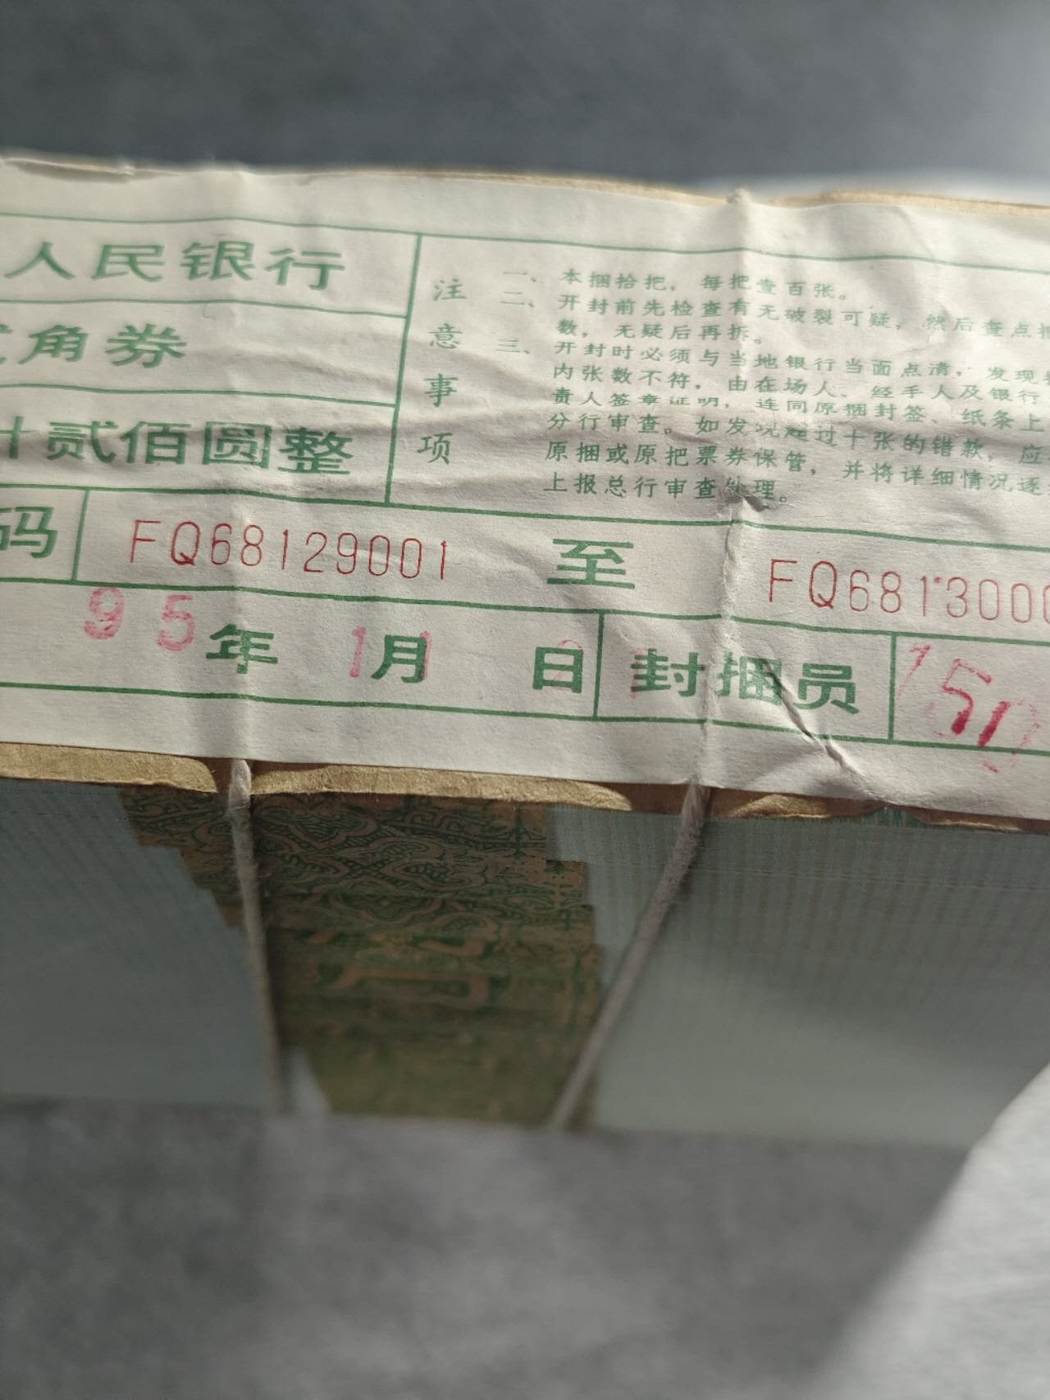 人民银行
角券
计贰佰圆整
注意事项
一、本捆拾把，每把壹百张。
二、开封前先检查有无破裂可疑，然后查点
数，无疑后再拆。
三、开封时必须与当地银行当面点清，发现
内张数不符，由在场人、经手人及银行
责人签章证明，连同原捆封签、纸条上
分行审查。如发现超过十张的错款，应
原捆或原把票券保管，并将详细情况逐
上报总行审查处理。
码 FQ68129001 至 FQ6813000
95年 11月 日 封捆员 150